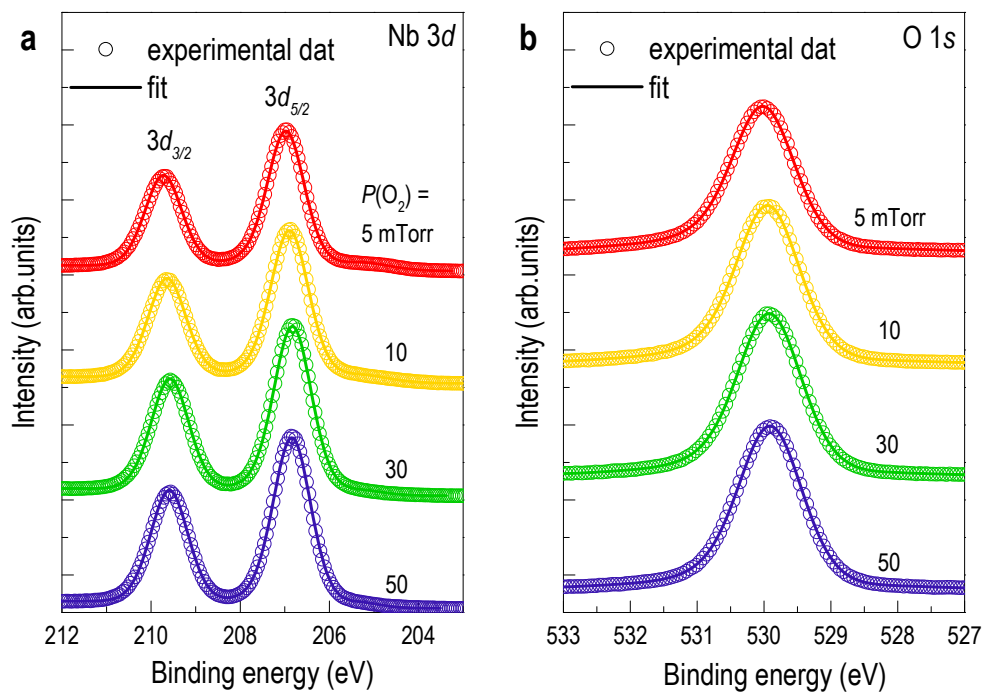 a
experimental dat
Nb 3d
fit
3d5/2
3d3/2
P(O2) =
5 mTorr
10
30
50
212 210 208 206 204
Binding energy (eV)
Intensity (arb.units)
b
experimental dat
O 1s
fit
5 mTorr
10
30
50
533 532 531 530 529 528 527
Binding energy (eV)
Intensity (arb.units)